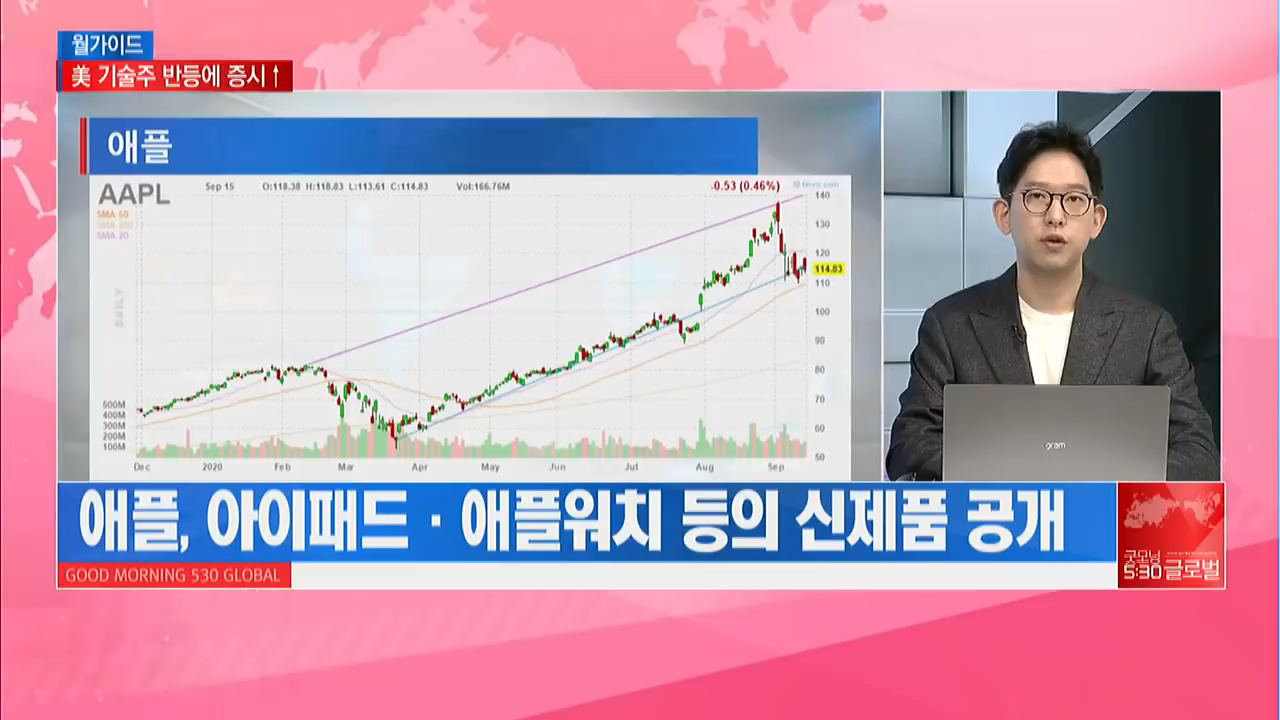 월가이드
美 기술주 반등에 증시↑
애플
AAPL
Sep 15 O:118.38 H:118.83 L:113.61 C:114.83 Vol:166.76M -0.53 (0.46%)
SMA 50
SMA 200
SMA 20
DAILY
140
130
120
114.83
110
100
90
80
70
60
50
500M
400M
300M
200M
100M
Dec 2020 Feb Mar Apr May Jun Jul Aug Sep
gram
애플, 아이패드·애플워치 등의 신제품 공개
GOOD MORNING 530 GLOBAL
굿모닝
5:30 글로벌